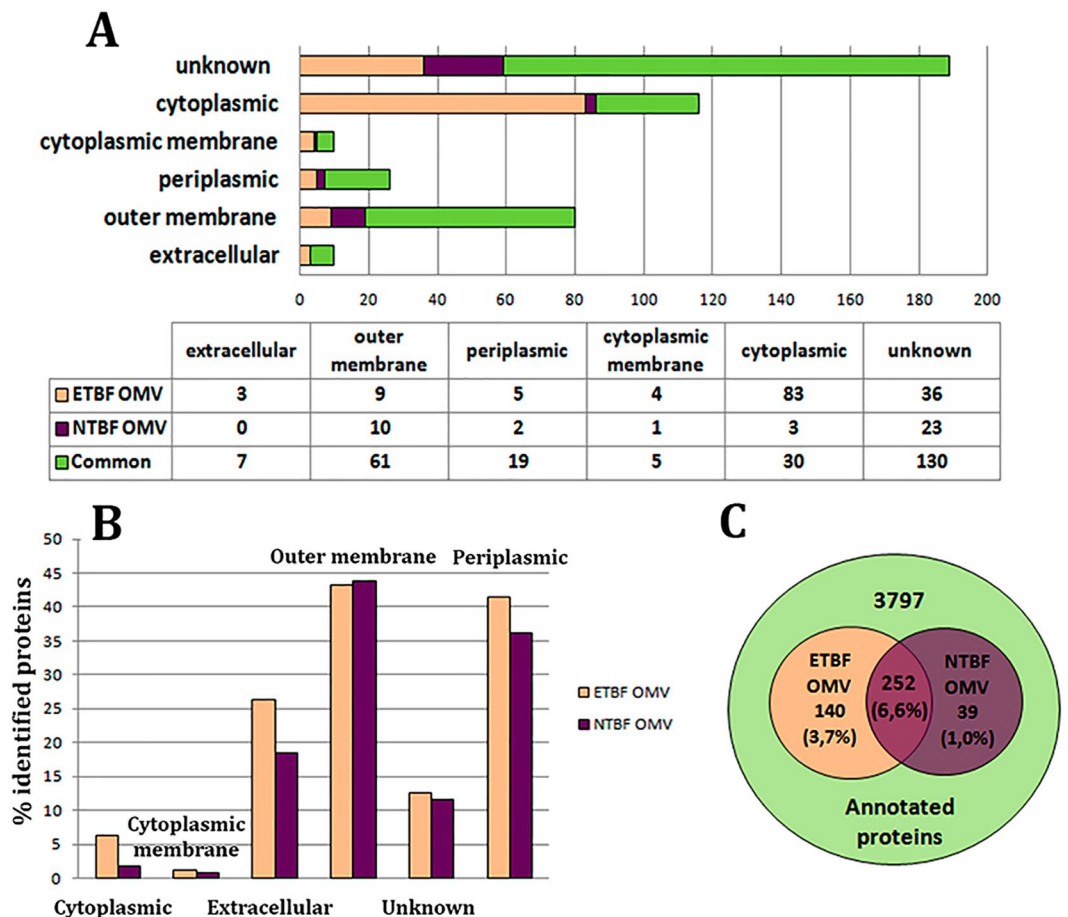 A
unknown
cytoplasmic
cytoplasmic membrane
periplasmic
outer membrane
extracellular
0 20 40 60 80 100 120 140 160 180 200
extracellular outer membrane periplasmic cytoplasmic membrane cytoplasmic unknown
ETBF OMV 3 9 5 4 83 36
NTBF OMV 0 10 2 1 3 23
Common 7 61 19 5 30 130
B
% identified proteins
50
45
40
35
30
25
20
15
10
5
0
Outer membrane
Periplasmic
Cytoplasmic
membrane
Cytoplasmic
Extracellular
Unknown
ETBF OMV
NTBF OMV
C
3797
ETBF
OMV
140
(3,7%)
252
(6,6%)
NTBF
OMV
39
(1,0%)
Annotated
proteins